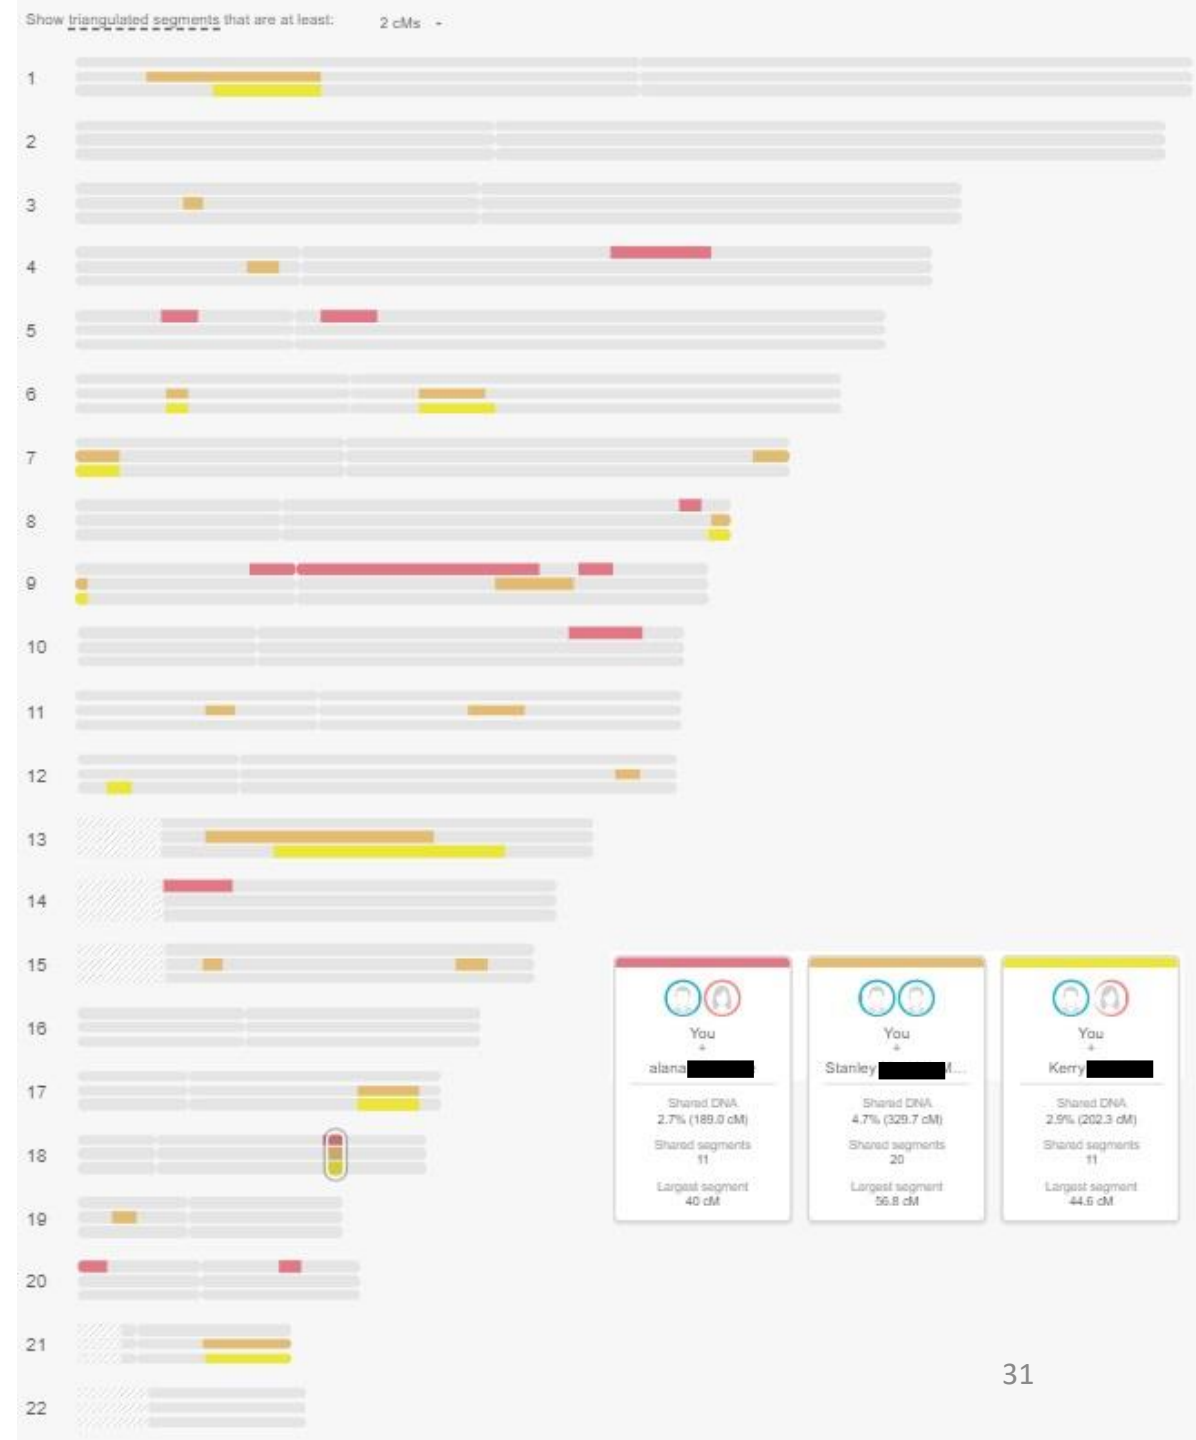 Show triangulated segments that are at least: 2 cMs
1
2
3
4
5
6
7
8
9
10
11
12
13
14
15
16
17
18
19
20
21
22
You
+
alana
Shared DNA
2.7% (189.0 cM)
Shared segments
11
Largest segment
40 cM
You
+
Stanley M...
Shared DNA
4.7% (329.7 cM)
Shared segments
20
Largest segment
56.8 cM
You
+
Kerry
Shared DNA
2.9% (202.3 cM)
Shared segments
11
Largest segment
44.6 cM
31